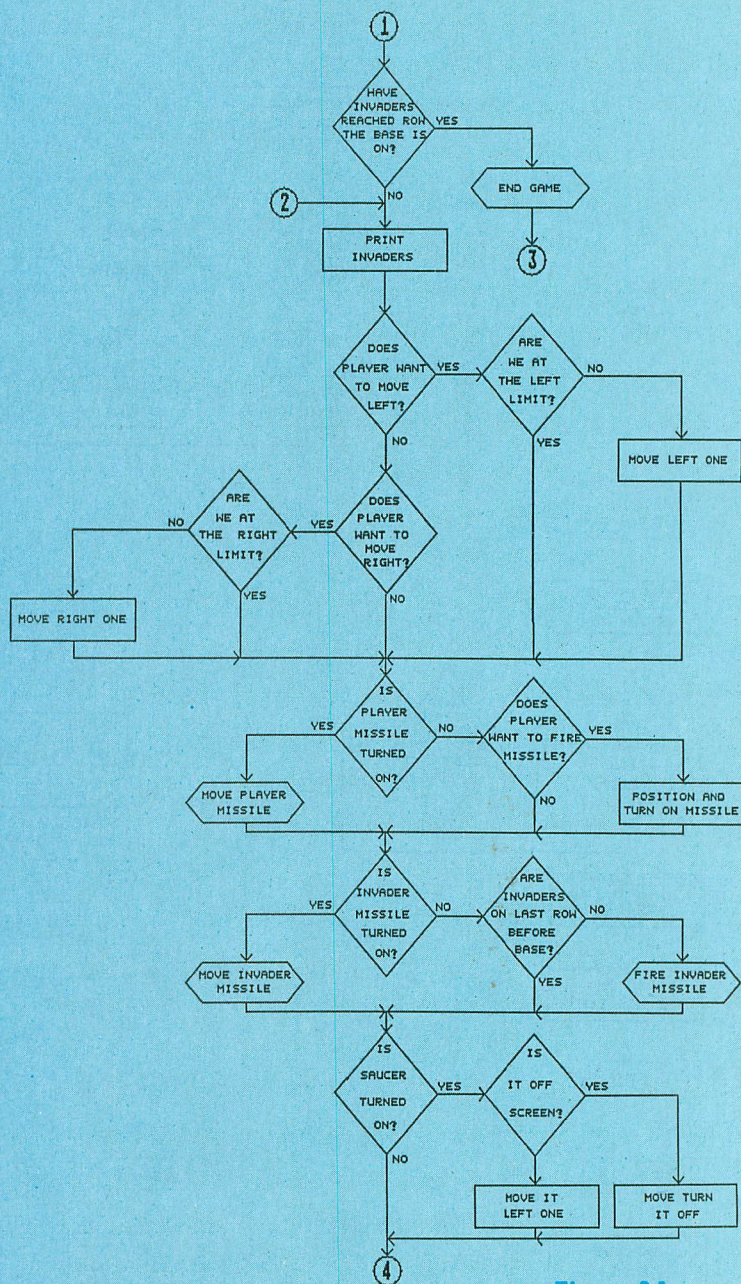 1
HAVE
INVADERS
REACHED ROW
THE BASE IS
ON?
YES
END GAME
3
NO
2
PRINT
INVADERS
DOES
PLAYER WANT
TO MOVE
LEFT?
YES
NO
ARE
WE AT
THE LEFT
LIMIT?
NO
YES
MOVE LEFT ONE
DOES
PLAYER
WANT TO
MOVE
RIGHT?
YES
NO
ARE
WE AT
THE RIGHT
LIMIT?
NO
YES
MOVE RIGHT ONE
IS
PLAYER
MISSILE
TURNED
ON?
YES
NO
MOVE PLAYER
MISSILE
DOES
PLAYER
WANT TO FIRE
MISSILE?
YES
NO
POSITION AND
TURN ON MISSILE
IS
INVADER
MISSILE
TURNED
ON?
YES
NO
MOVE INVADER
MISSILE
ARE
INVADERS
ON LAST ROW
BEFORE
BASE?
NO
YES
FIRE INVADER
MISSILE
IS
SAUCER
TURNED
ON?
YES
NO
IS
IT OFF
SCREEN?
YES
MOVE IT
LEFT ONE
MOVE TURN
IT OFF
4